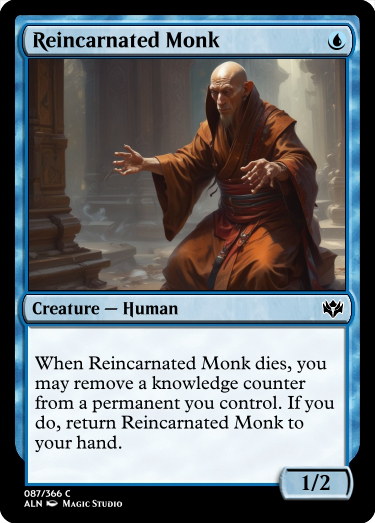 Reincarnated Monk
Creature — Human
When Reincarnated Monk dies, you
may remove a knowledge counter
from a permanent you control. If you
do, return Reincarnated Monk to
your hand.
1/2
087/366 C
ALN Magic Studio